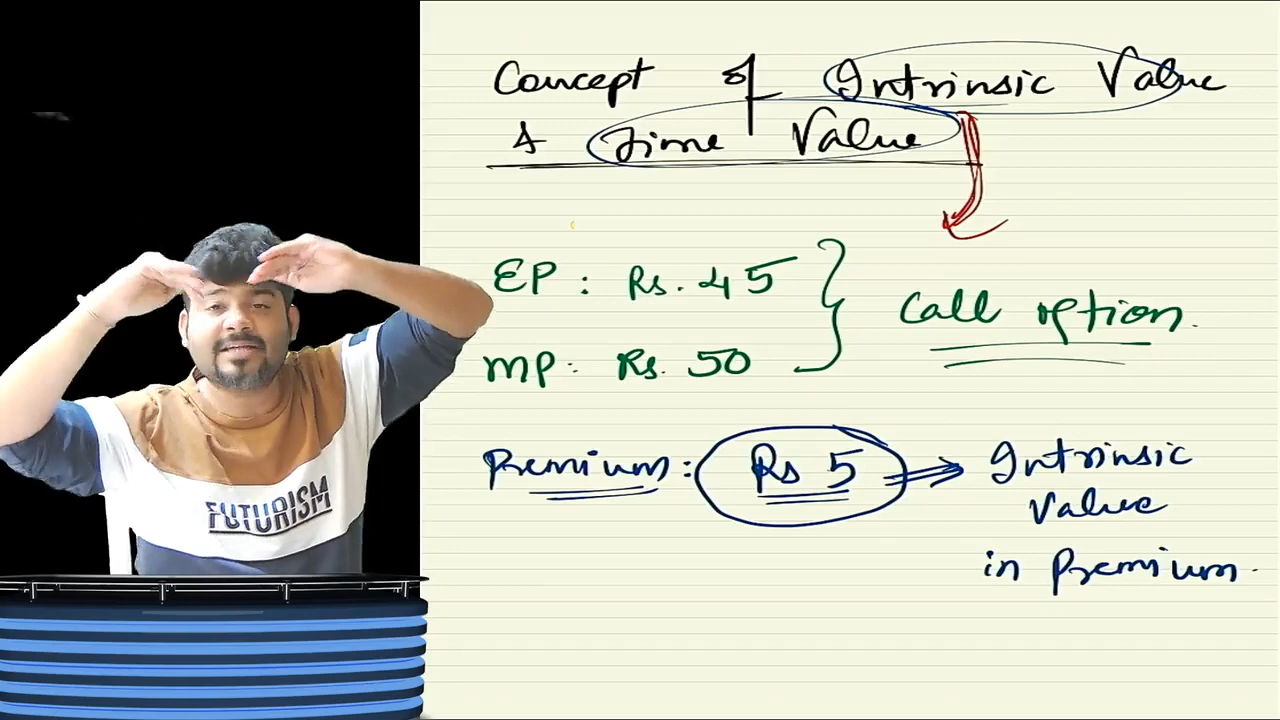 Concept of Intrinsic Value
& Time Value
EP : Rs. 45
MP : Rs. 50
Call option.
Premium : Rs 5 ⇒ Intrinsic
Value
in Premium.
FUTURISM